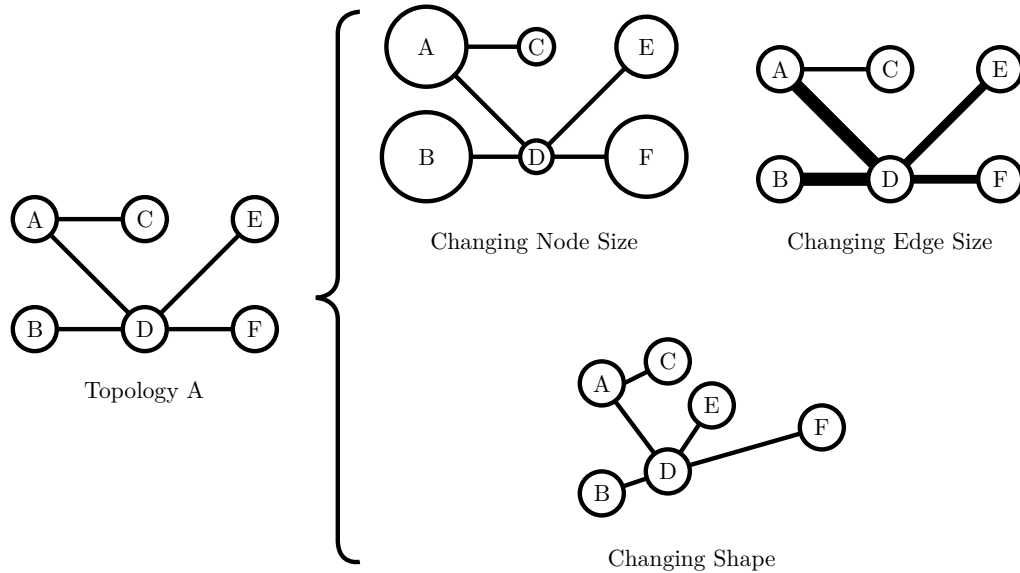 A
C
E
B
D
F
Topology A
A
C
E
B
D
F
Changing Node Size
A
C
E
B
D
F
Changing Edge Size
A
C
E
F
D
B
Changing Shape